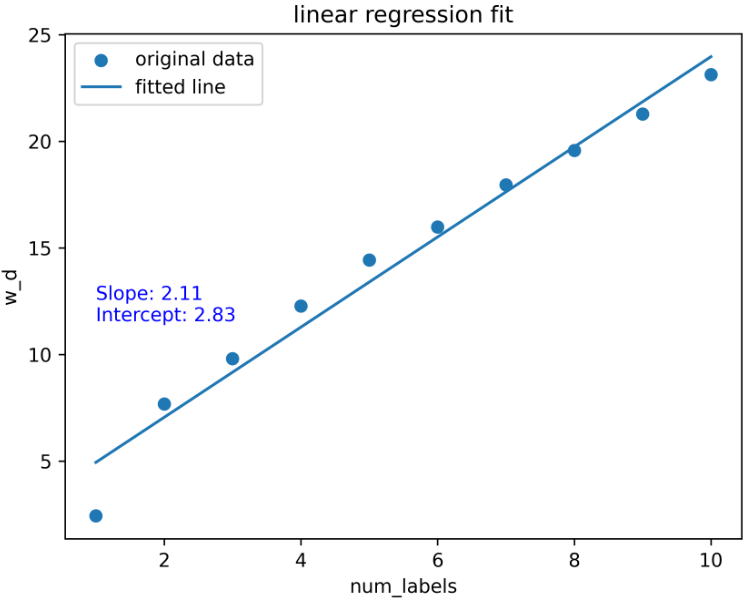 linear regression fit
original data
fitted line
25
20
15
10
5
w_d
Slope: 2.11
Intercept: 2.83
2 4 6 8 10
num_labels